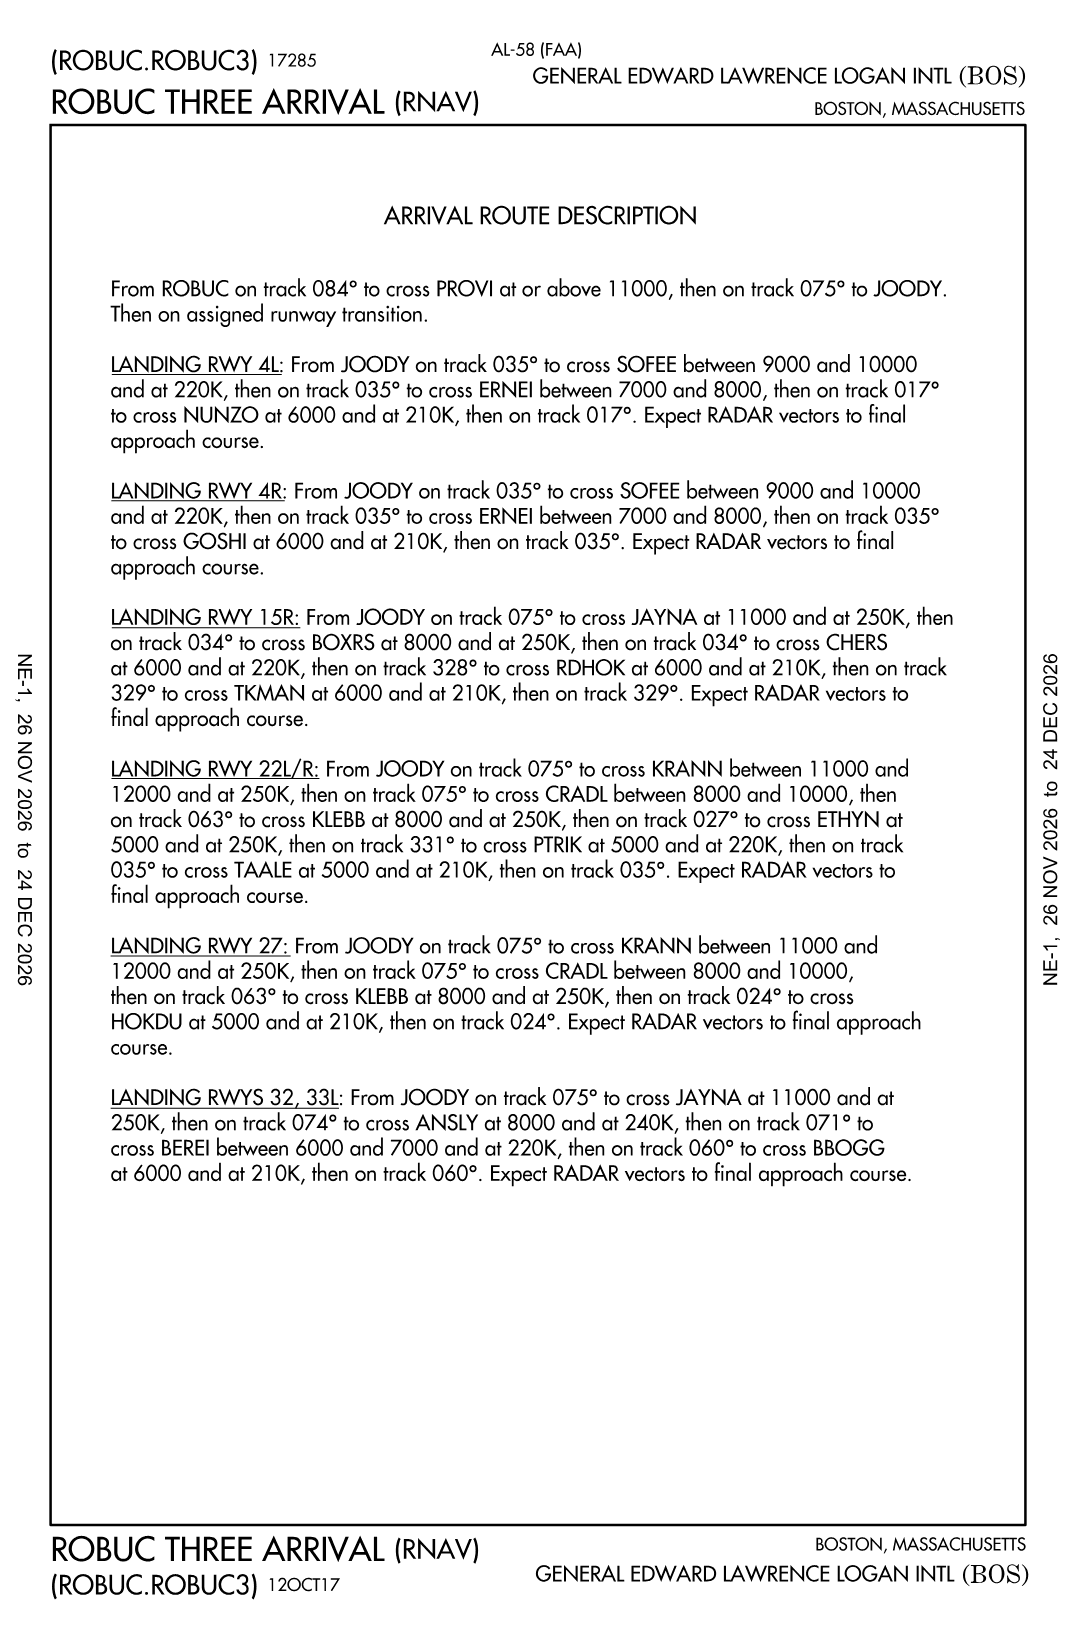 (ROBUC.ROBUC3) 17285
AL-58 (FAA)
GENERAL EDWARD LAWRENCE LOGAN INTL (BOS)
ROBUC THREE ARRIVAL (RNAV)
BOSTON, MASSACHUSETTS
ARRIVAL ROUTE DESCRIPTION
From ROBUC on track 084° to cross PROVI at or above 11000, then on track 075° to JOODY.
Then on assigned runway transition.
LANDING RWY 4L: From JOODY on track 035° to cross SOFEE between 9000 and 10000
and at 220K, then on track 035° to cross ERNEI between 7000 and 8000, then on track 017°
to cross NUNZO at 6000 and at 210K, then on track 017°. Expect RADAR vectors to final
approach course.
LANDING RWY 4R: From JOODY on track 035° to cross SOFEE between 9000 and 10000
and at 220K, then on track 035° to cross ERNEI between 7000 and 8000, then on track 035°
to cross GOSHI at 6000 and at 210K, then on track 035°. Expect RADAR vectors to final
approach course.
LANDING RWY 15R: From JOODY on track 075° to cross JAYNA at 11000 and at 250K, then
on track 034° to cross BOXRS at 8000 and at 250K, then on track 034° to cross CHERS
at 6000 and at 220K, then on track 328° to cross RDHOK at 6000 and at 210K, then on track
329° to cross TKMAN at 6000 and at 210K, then on track 329°. Expect RADAR vectors to
final approach course.
LANDING RWY 22L/R: From JOODY on track 075° to cross KRANN between 11000 and
12000 and at 250K, then on track 075° to cross CRADL between 8000 and 10000, then
on track 063° to cross KLEBB at 8000 and at 250K, then on track 027° to cross ETHYN at
5000 and at 250K, then on track 331° to cross PTRIK at 5000 and at 220K, then on track
035° to cross TAALE at 5000 and at 210K, then on track 035°. Expect RADAR vectors to
final approach course.
LANDING RWY 27: From JOODY on track 075° to cross KRANN between 11000 and
12000 and at 250K, then on track 075° to cross CRADL between 8000 and 10000,
then on track 063° to cross KLEBB at 8000 and at 250K, then on track 024° to cross
HOKDU at 5000 and at 210K, then on track 024°. Expect RADAR vectors to final approach
course.
LANDING RWYS 32, 33L: From JOODY on track 075° to cross JAYNA at 11000 and at
250K, then on track 074° to cross ANSLY at 8000 and at 240K, then on track 071° to
cross BEREI between 6000 and 7000 and at 220K, then on track 060° to cross BBOGG
at 6000 and at 210K, then on track 060°. Expect RADAR vectors to final approach course.
NE-1, 26 NOV 2026 to 24 DEC 2026
NE-1, 26 NOV 2026 to 24 DEC 2026
ROBUC THREE ARRIVAL (RNAV)
BOSTON, MASSACHUSETTS
GENERAL EDWARD LAWRENCE LOGAN INTL (BOS)
(ROBUC.ROBUC3) 12OCT17